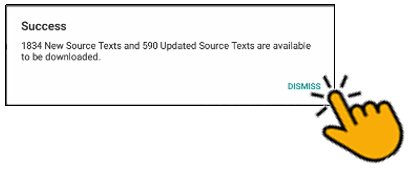 Success
1834 New Source Texts and 590 Updated Source Texts are available
to be downloaded.
DISMISS